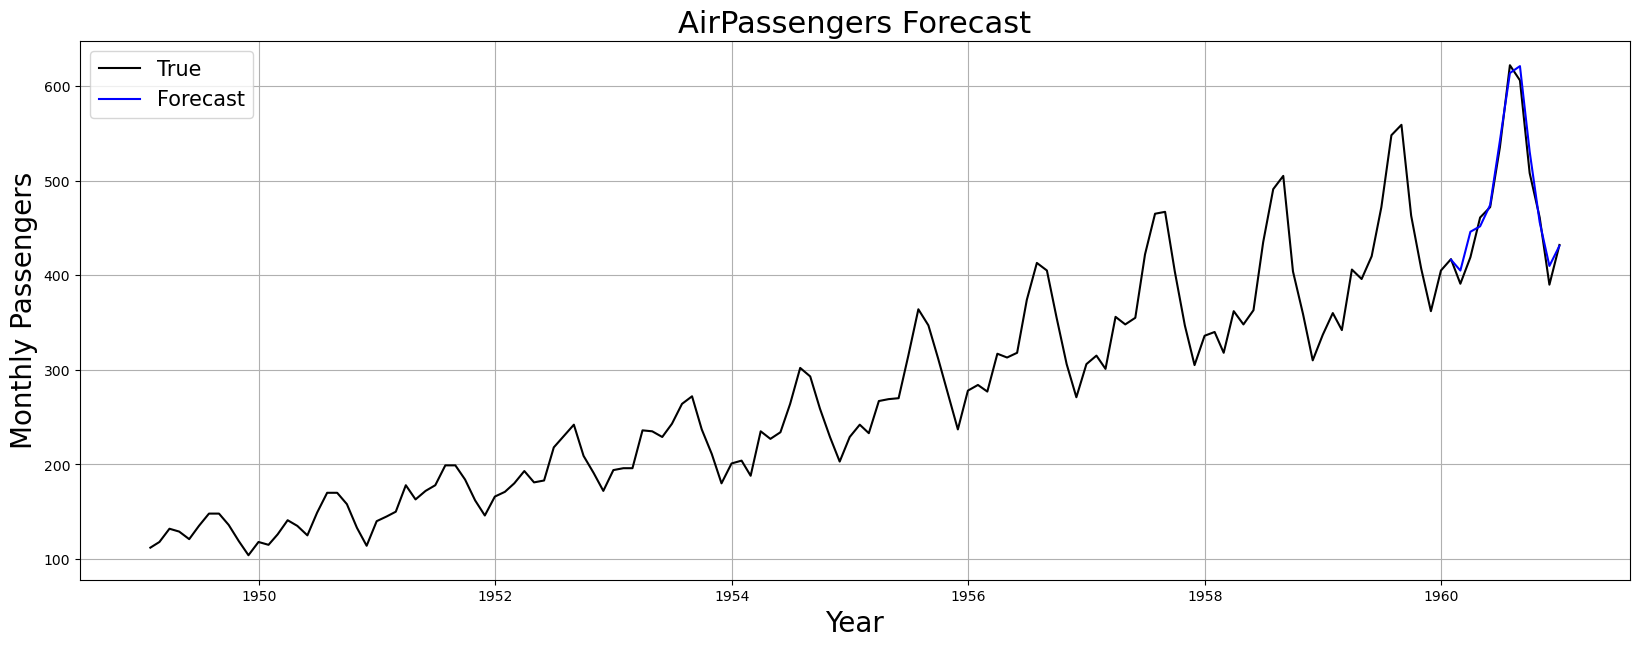 AirPassengers Forecast
True
Forecast
Monthly Passengers
600
500
400
300
200
100
1950 1952 1954 1956 1958 1960
Year